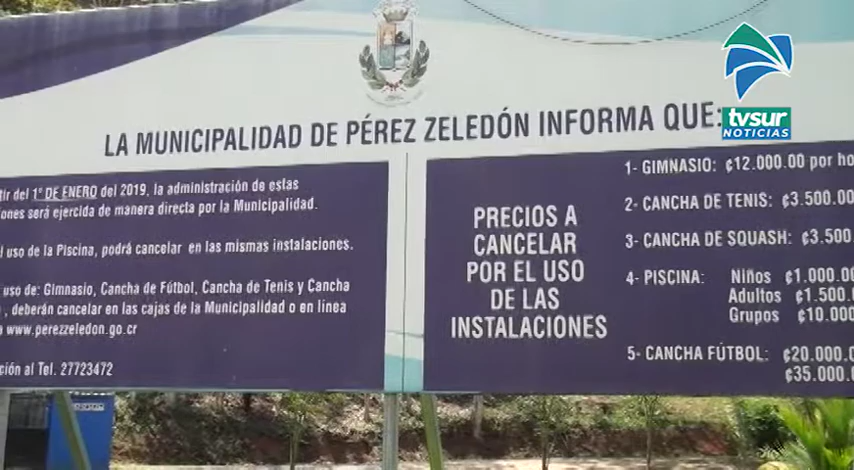 tvsur
NOTICIAS
LA MUNICIPALIDAD DE PÉREZ ZELEDÓN INFORMA QUE:
tir del 1º DE ENERO del 2019, la administración de estas
ones será ejercida de manera directa por la Municipalidad.
l uso de la Piscina, podrá cancelar en las mismas instalaciones.
uso de: Gimnasio, Cancha de Fútbol, Cancha de Tenis y Cancha
, deberán cancelar en las cajas de la Municipalidad o en línea
www.perezzeledon.go.cr
ción al Tel. 27723472
PRECIOS A
CANCELAR
POR EL USO
DE LAS
INSTALACIONES
1- GIMNASIO: ₡12.000.00 por ho
2- CANCHA DE TENIS: ₡3.500.00
3- CANCHA DE SQUASH: ₡3.500.
4- PISCINA: Niños ₡1.000.00
Adultos ₡1.500.0
Grupos ₡10.000
5- CANCHA FÚTBOL: ₡20.000.00
₡35.000.0